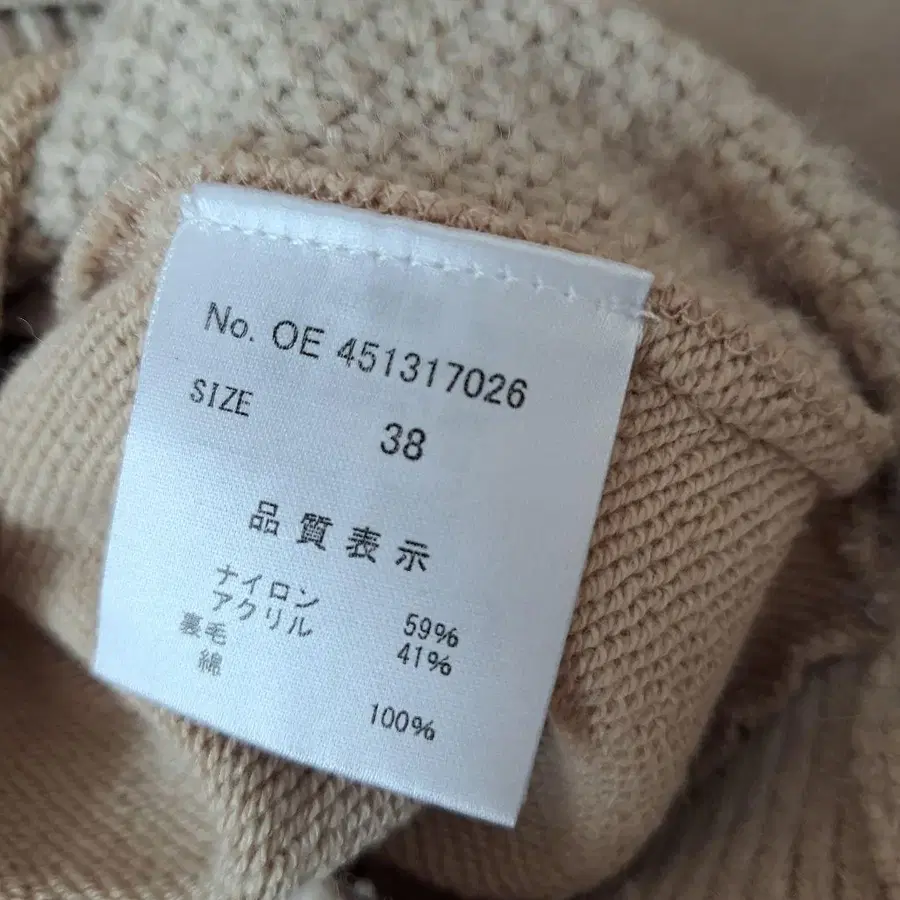 No. OE 451317026
SIZE 38
品質表示
ナイロン 59%
アクリル 41%
裏毛
綿 100%